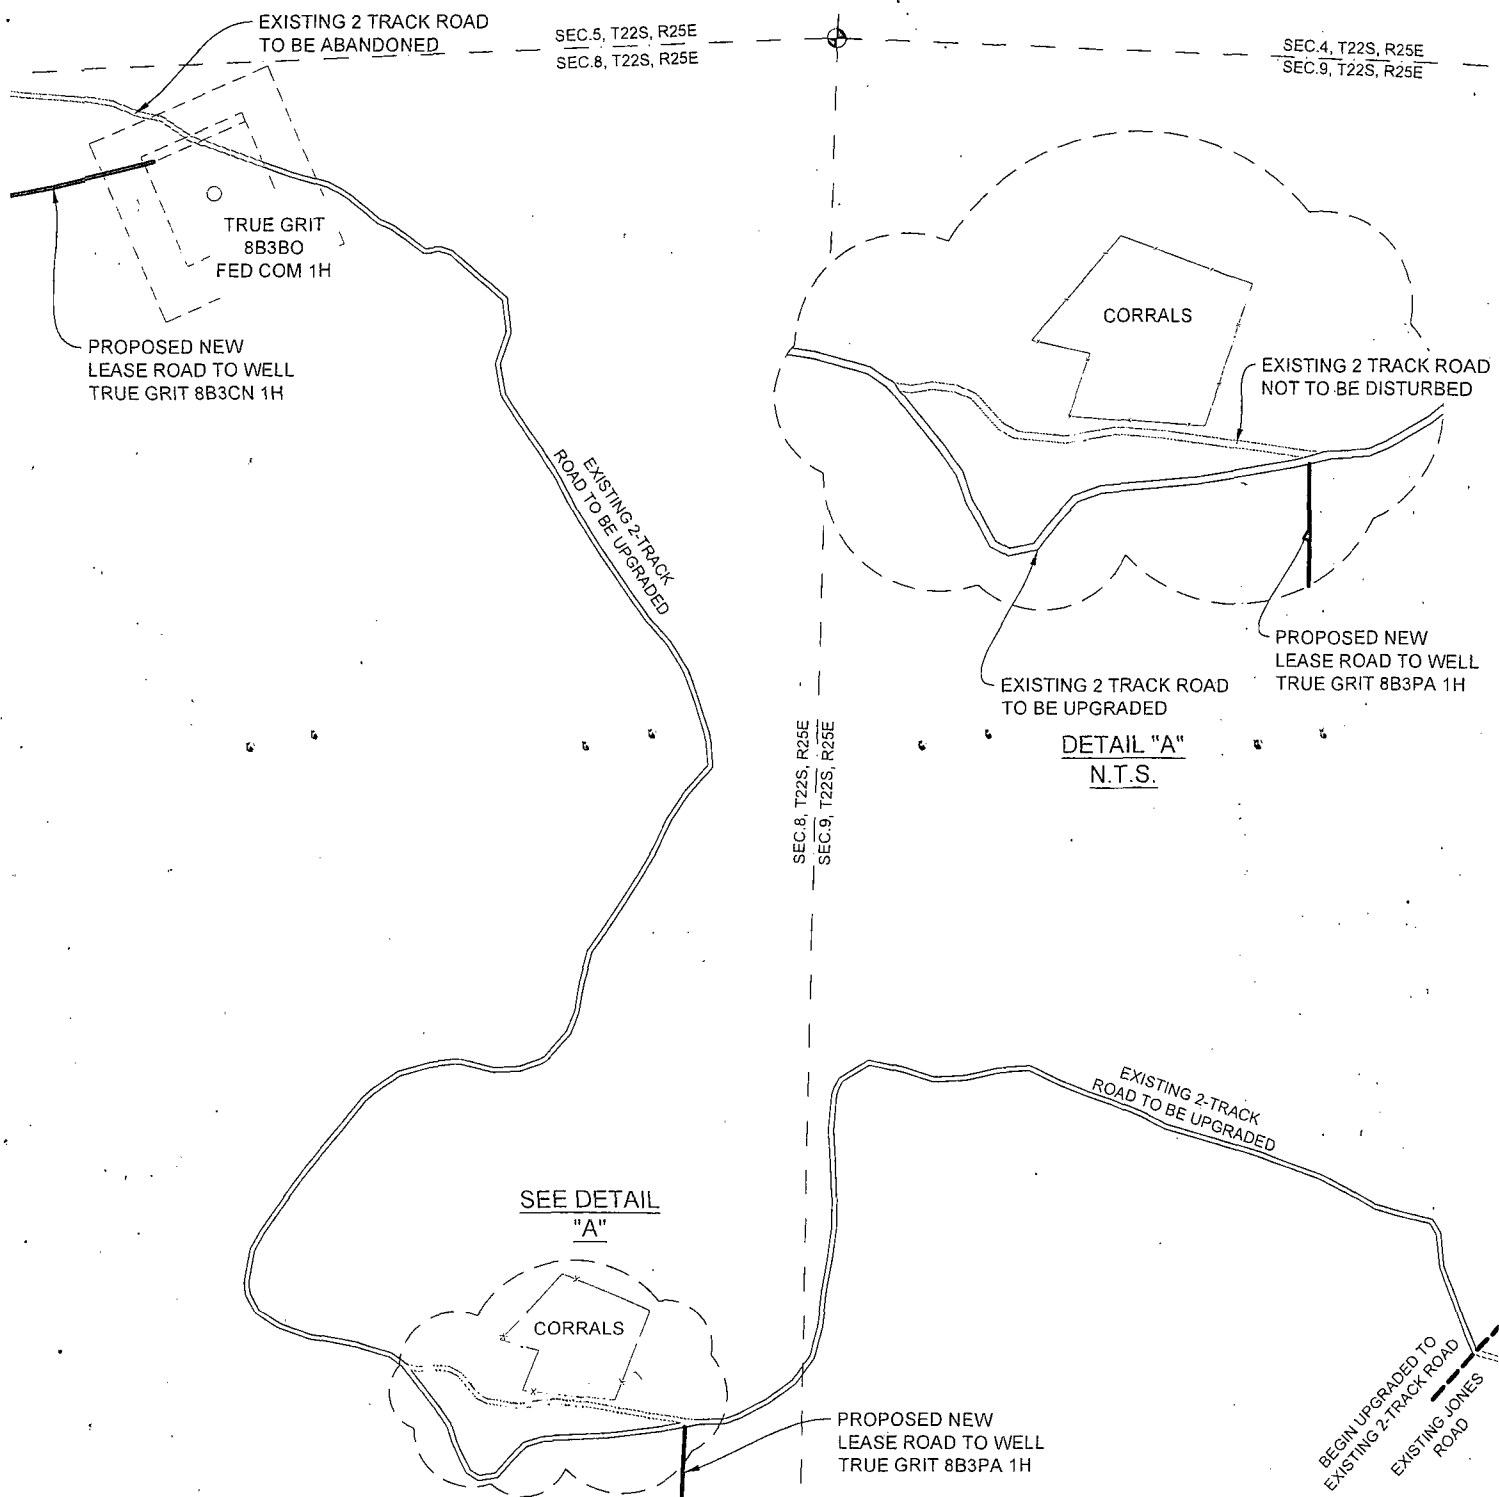 EXISTING 2 TRACK ROAD
TO BE ABANDONED
SEC.5, T22S, R25E
SEC.8, T22S, R25E
SEC.4, T22S, R25E
SEC.9, T22S, R25E
TRUE GRIT
8B3BO
FED COM 1H
PROPOSED NEW
LEASE ROAD TO WELL
TRUE GRIT 8B3CN 1H
CORRALS
EXISTING 2 TRACK ROAD
NOT TO BE DISTURBED
EXISTING 2-TRACK
ROAD TO BE UPGRADED
PROPOSED NEW
LEASE ROAD TO WELL
TRUE GRIT 8B3PA 1H
EXISTING 2 TRACK ROAD
TO BE UPGRADED
DETAIL "A"
N.T.S.
SEC.8, T22S, R25E
SEC.9, T22S, R25E
EXISTING 2-TRACK
ROAD TO BE UPGRADED
SEE DETAIL
"A"
CORRALS
PROPOSED NEW
LEASE ROAD TO WELL
TRUE GRIT 8B3PA 1H
BEGIN UPGRADED TO
EXISTING 2-TRACK ROAD
EXISTING JONES
ROAD